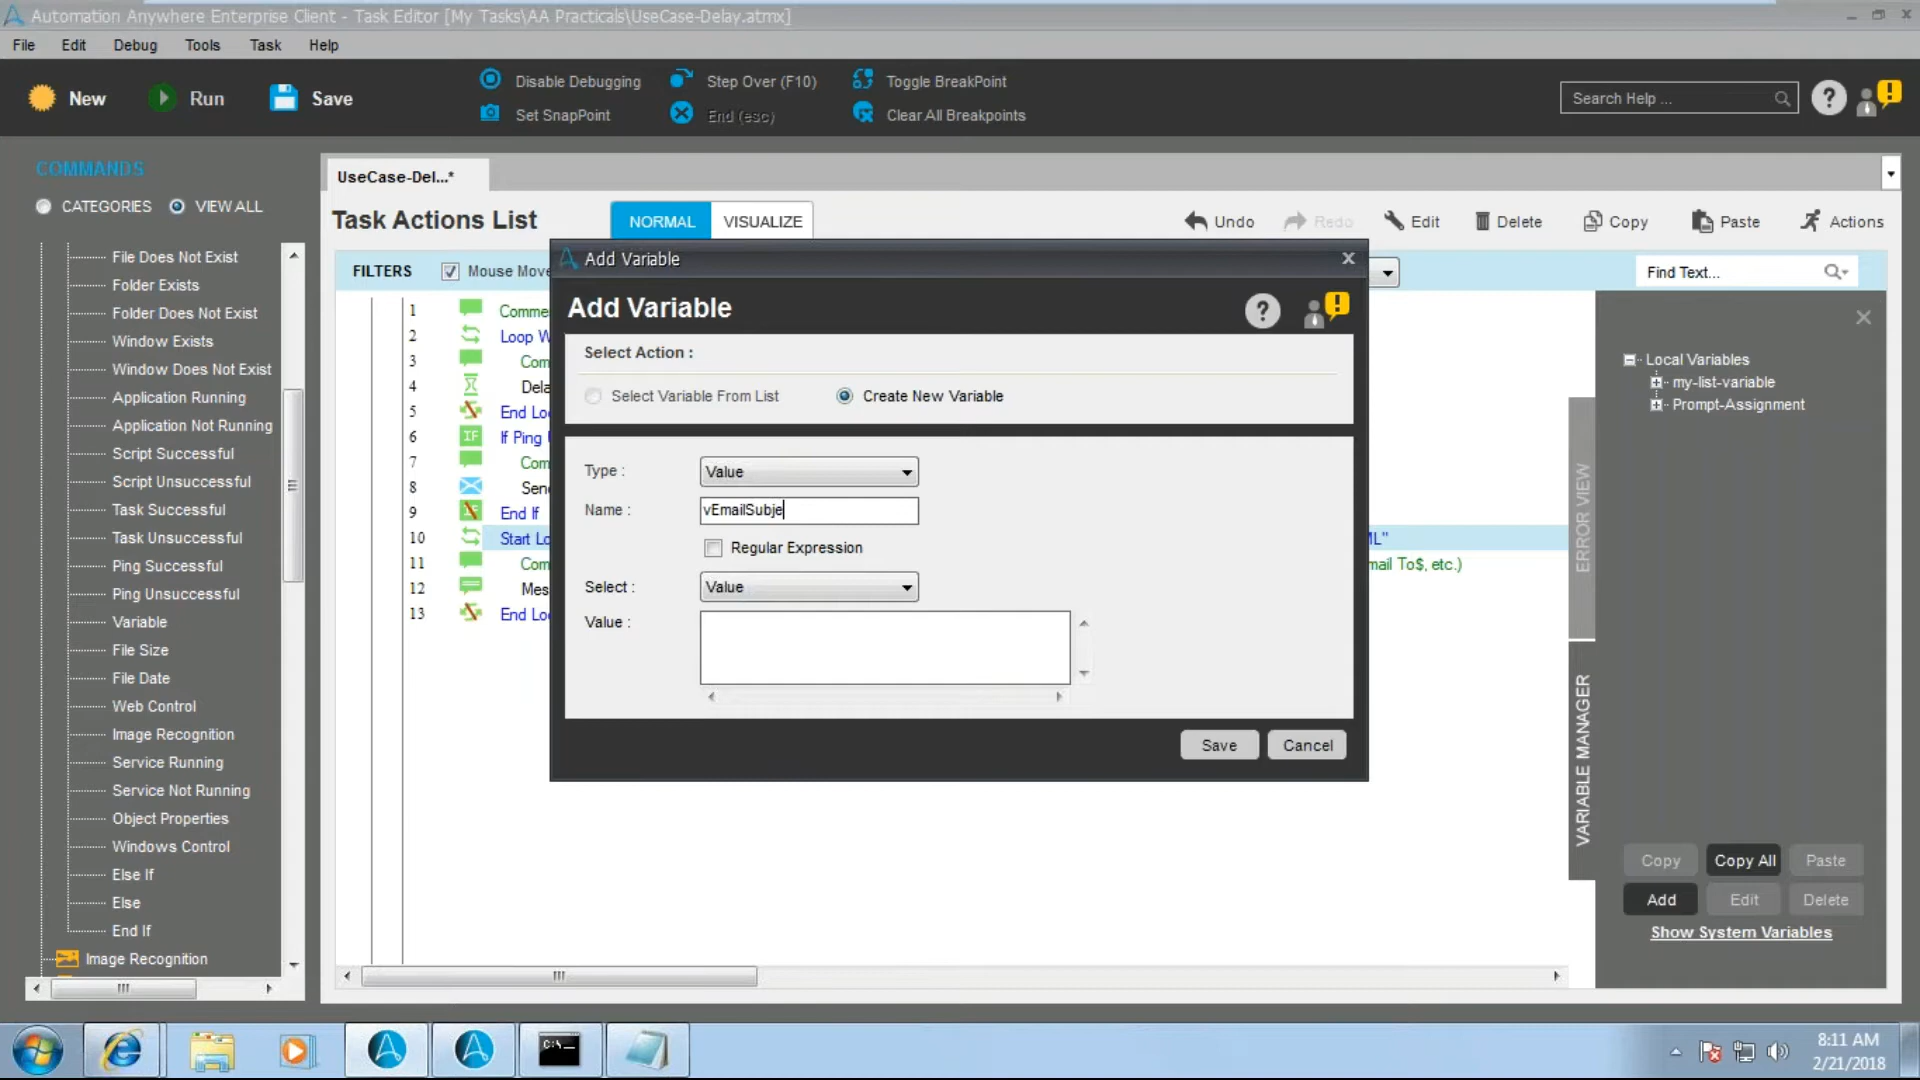 Automation Anywhere Enterprise Client - Task Editor [My Tasks\AA Practicals\UseCase-Delay.atmx]
File Edit Debug Tools Task Help
New Run Save
Disable Debugging Step Over (F10) Toggle BreakPoint
Set SnapPoint End (esc) Clear All Breakpoints
Search Help ...
COMMANDS
CATEGORIES VIEW ALL
File Does Not Exist
Folder Exists
Folder Does Not Exist
Window Exists
Window Does Not Exist
Application Running
Application Not Running
Script Successful
Script Unsuccessful
Task Successful
Task Unsuccessful
Ping Successful
Ping Unsuccessful
Variable
File Size
File Date
Web Control
Image Recognition
Service Running
Service Not Running
Object Properties
Windows Control
Else If
Else
End If
Image Recognition
UseCase-Del...*
Task Actions List
NORMAL VISUALIZE
Undo Redo Edit Delete Copy Paste Actions
FILTERS Mouse Move
Find Text...
1 Comme
2 Loop W
3 Com
4 Dela
5 End Loo
6 IF If Ping
7 Com
8 Sen
9 End If
10 Start Lo ML"
11 Com mail To$, etc.)
12 Mes
13 End Loo
Add Variable
Add Variable
Select Action :
Select Variable From List Create New Variable
Type : Value
Name : vEmailSubje
Regular Expression
Select : Value
Value :
Save Cancel
ERROR VIEW
VARIABLE MANAGER
Local Variables
my-list-variable
Prompt-Assignment
Copy Copy All Paste
Add Edit Delete
Show System Variables
8:11 AM
2/21/2018